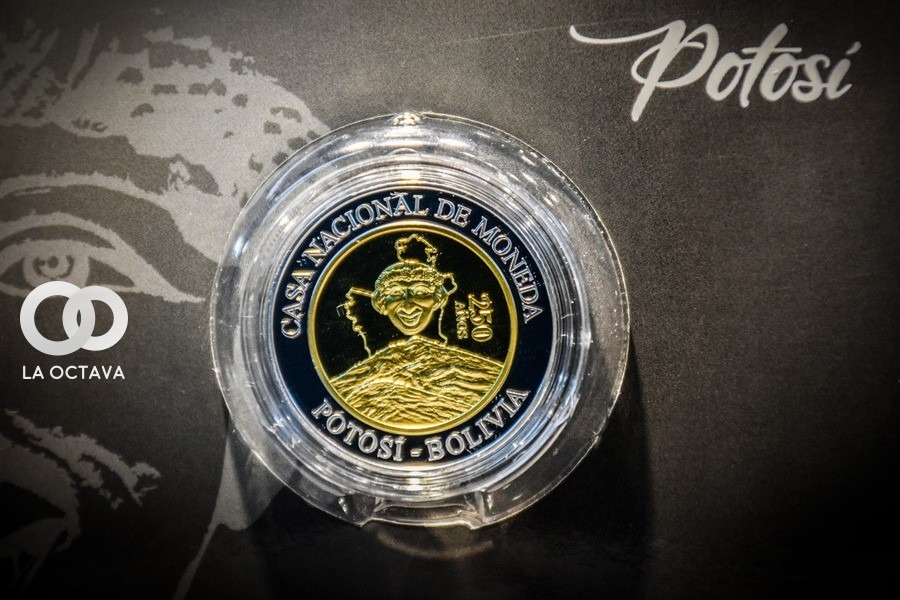 Potosí
CASA NACIONAL DE MONEDA
250
AÑOS
POTOSÍ - BOLIVIA
LA OCTAVA